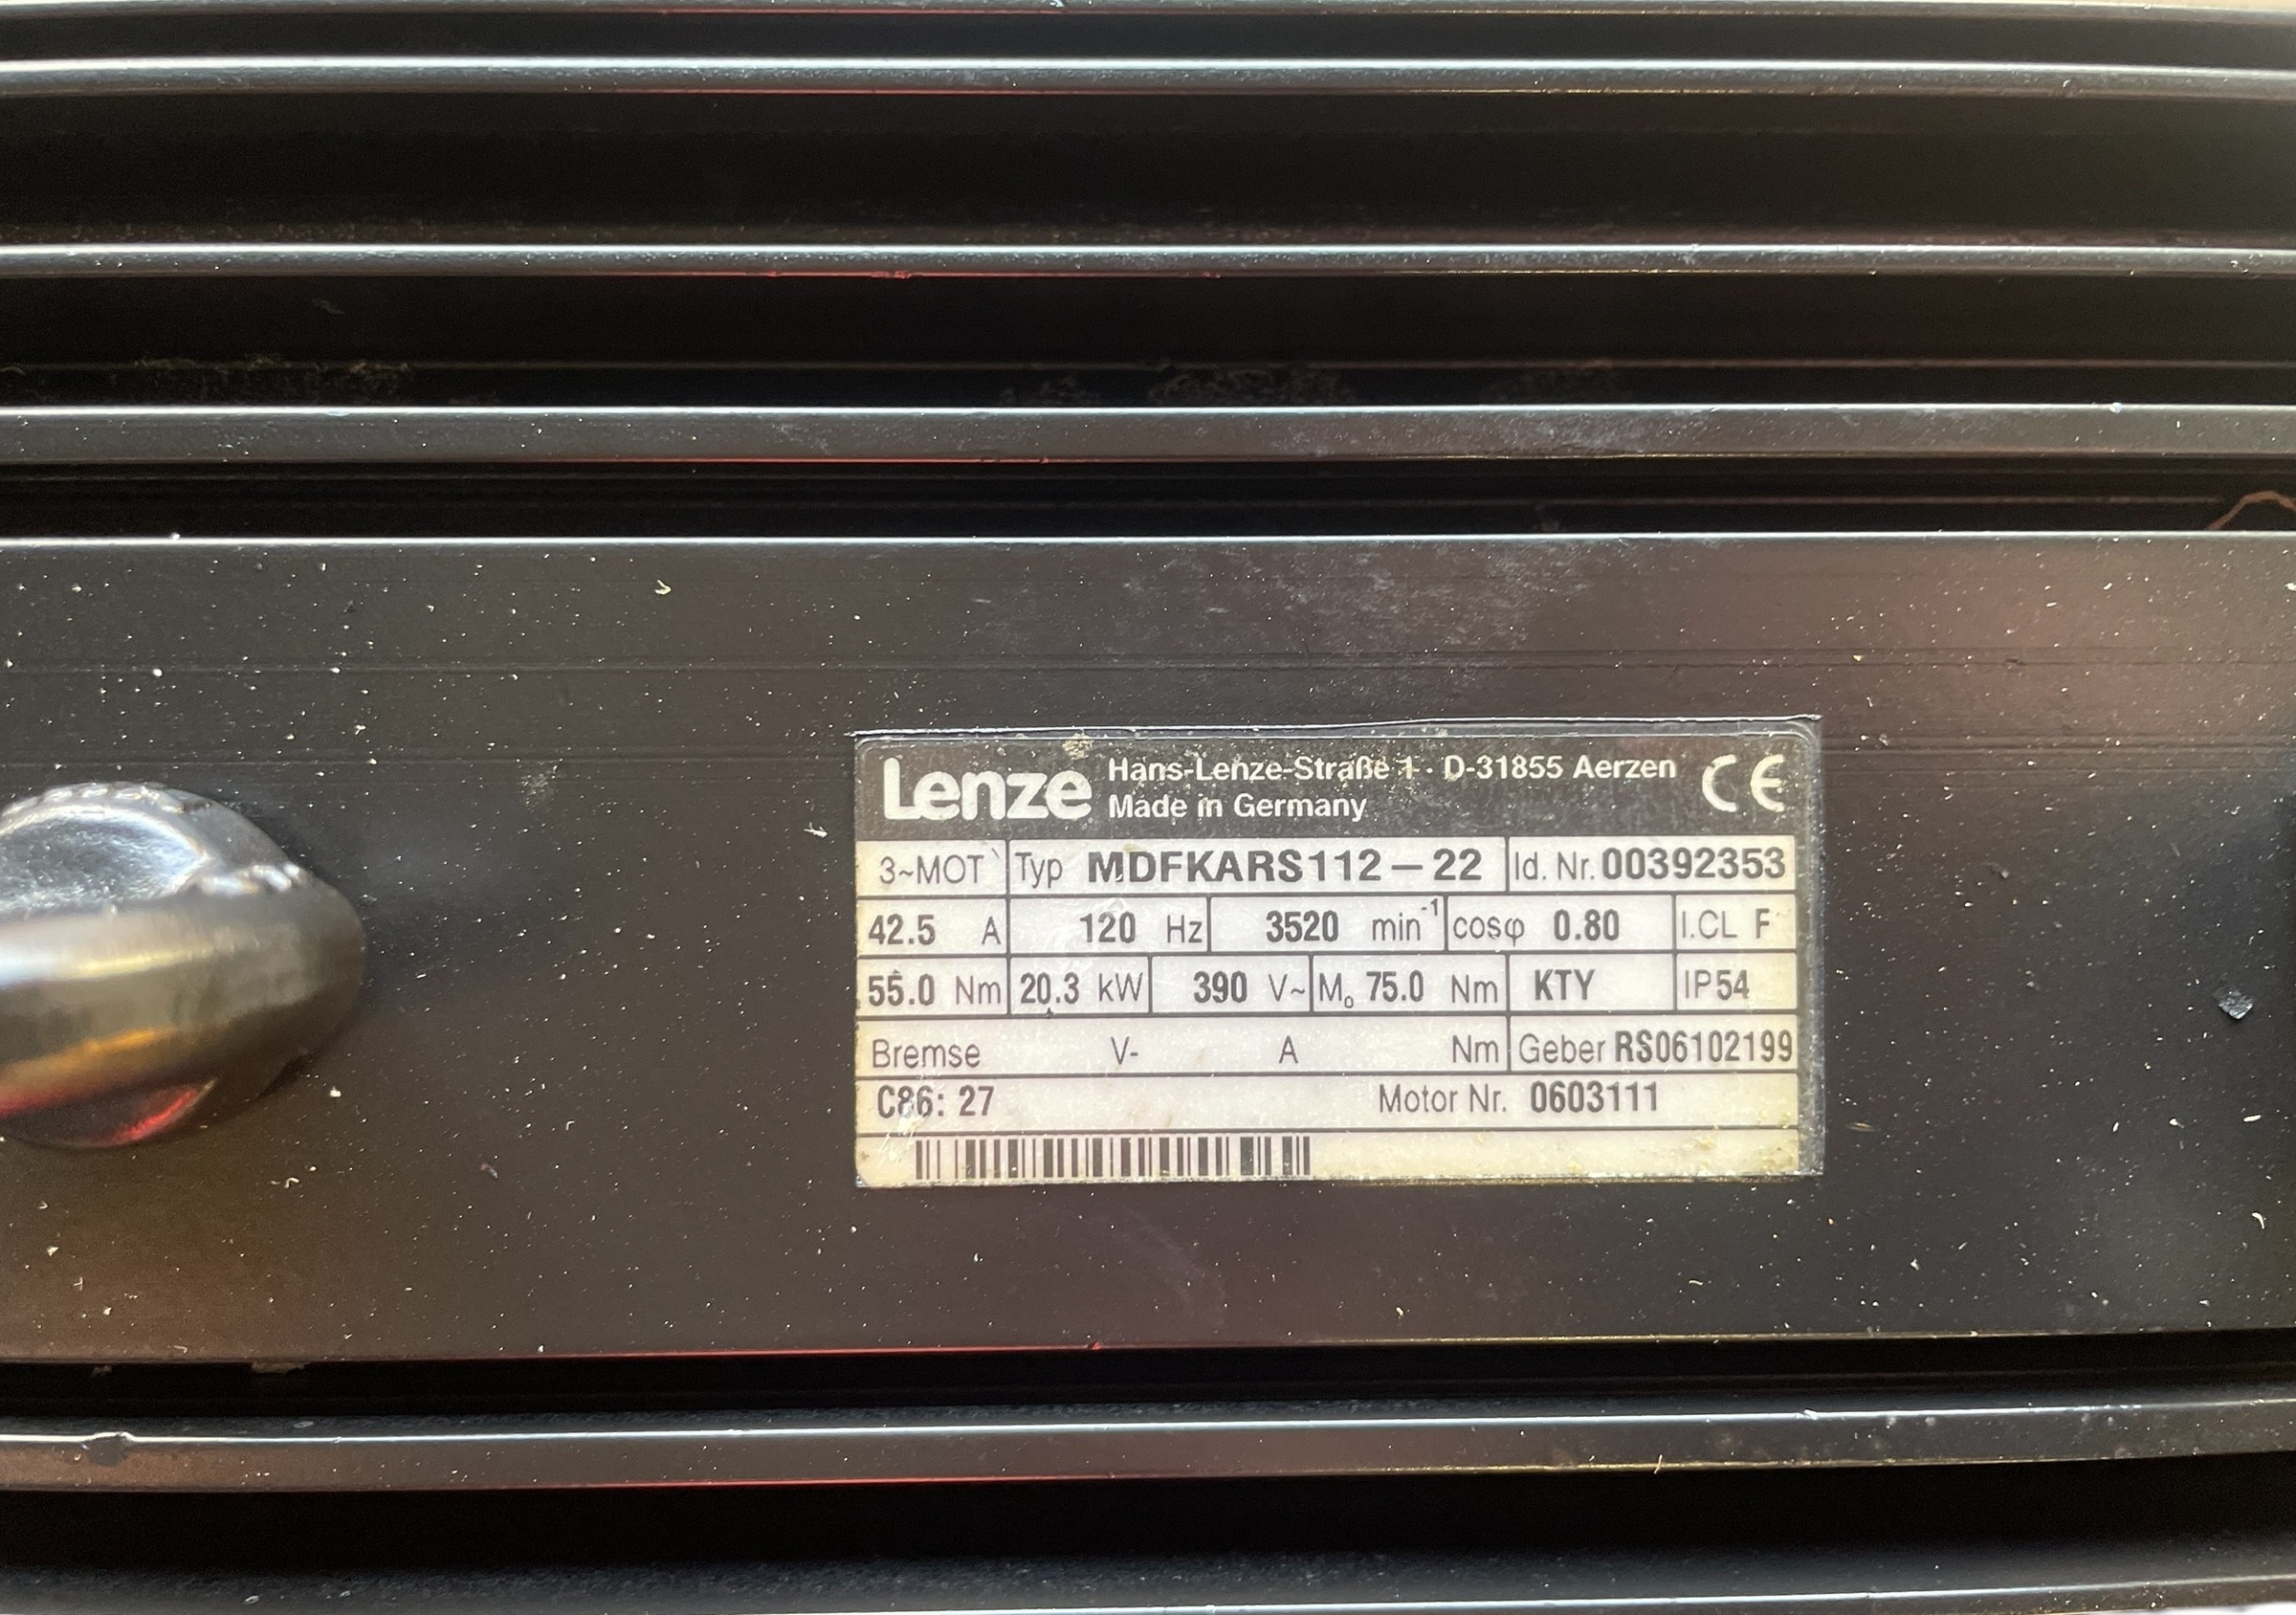 Lenze Hans-Lenze-Straße 1 · D-31855 Aerzen CE
Made in Germany
3~MOT Typ MDFKARS112-22 Id. Nr. 00392353
42.5 A 120 Hz 3520 min⁻¹ cosφ 0.80 I.CL F
55.0 Nm 20.3 kW 390 V~ M₀ 75.0 Nm KTY IP54
Bremse V- A Nm Geber RS06102199
C86: 27 Motor Nr. 0603111